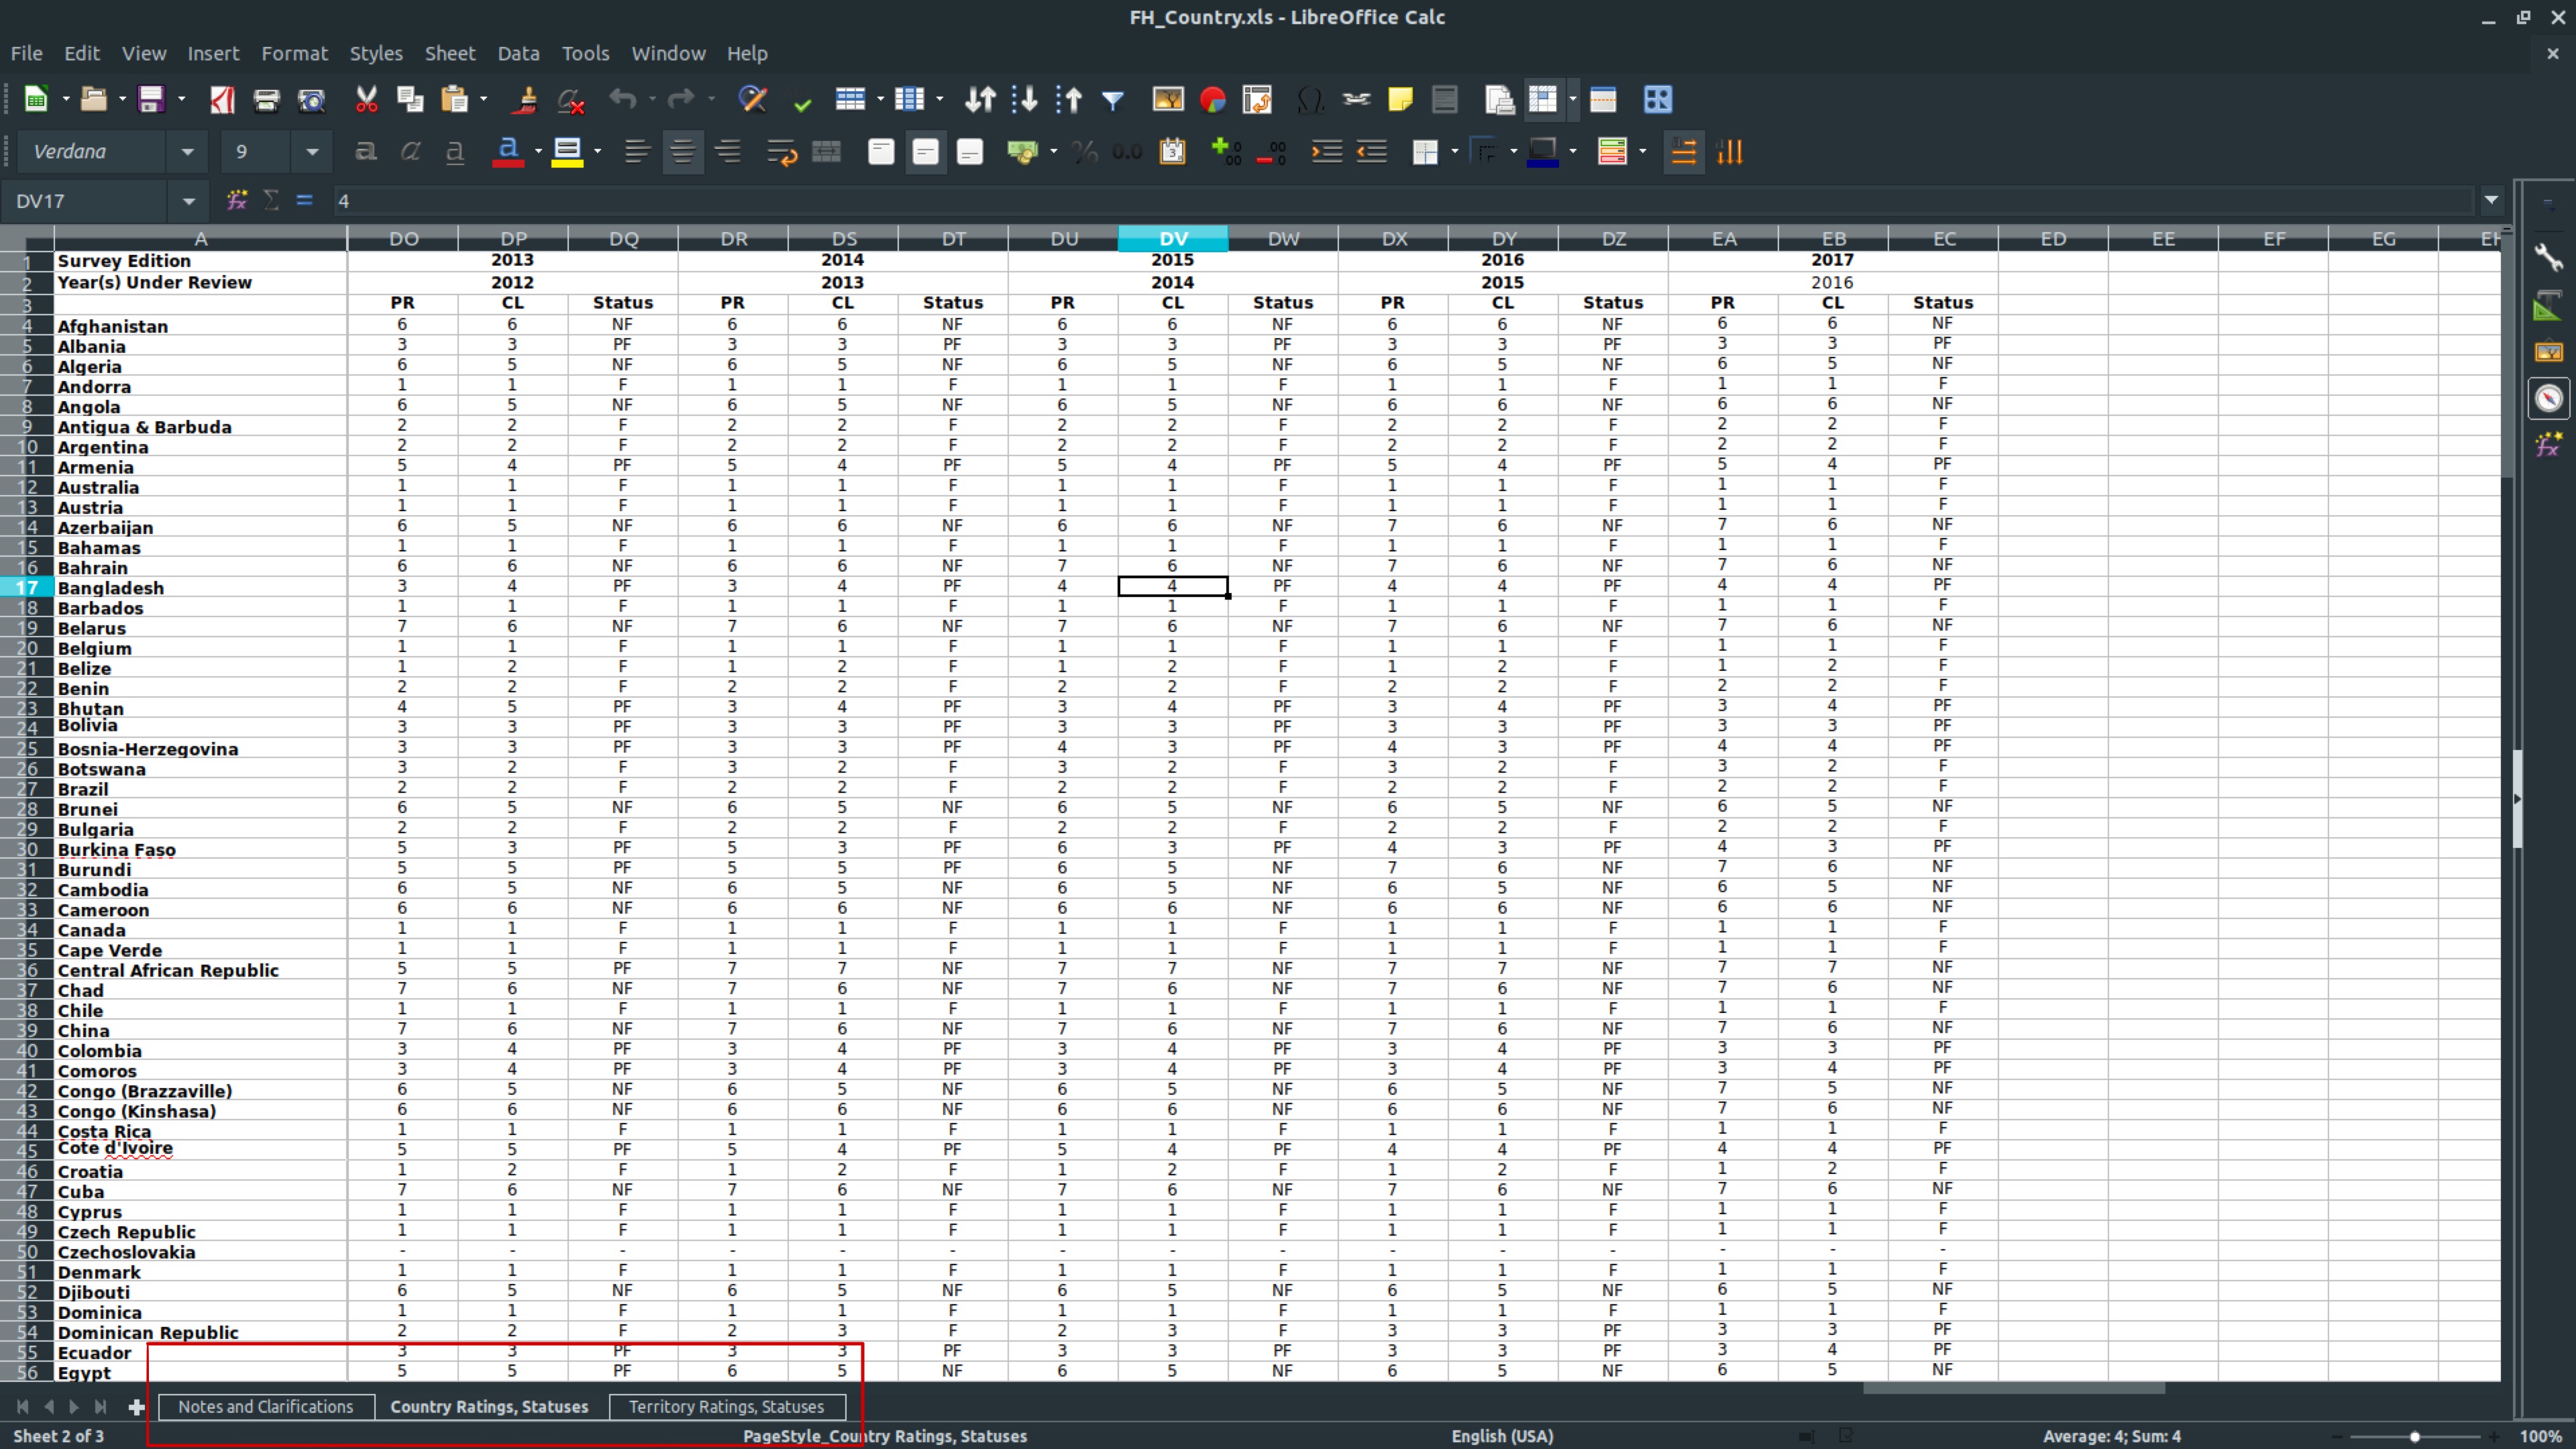 FH_Country.xls - LibreOffice Calc
File Edit View Insert Format Styles Sheet Data Tools Window Help
Verdana 9
DV17 4
A DO DP DQ DR DS DT DU DV DW DX DY DZ EA EB EC ED EE EF EG EH
1 Survey Edition 2013 2014 2015 2016 2017
2 Year(s) Under Review 2012 2013 2014 2015 2016
3 PR CL Status PR CL Status PR CL Status PR CL Status PR CL Status
4 Afghanistan 6 6 NF 6 6 NF 6 6 NF 6 6 NF 6 6 NF
5 Albania 3 3 PF 3 3 PF 3 3 PF 3 3 PF 3 3 PF
6 Algeria 6 5 NF 6 5 NF 6 5 NF 6 5 NF 6 5 NF
7 Andorra 1 1 F 1 1 F 1 1 F 1 1 F 1 1 F
8 Angola 6 5 NF 6 5 NF 6 5 NF 6 6 NF 6 6 NF
9 Antigua & Barbuda 2 2 F 2 2 F 2 2 F 2 2 F 2 2 F
10 Argentina 2 2 F 2 2 F 2 2 F 2 2 F 2 2 F
11 Armenia 5 4 PF 5 4 PF 5 4 PF 5 4 PF 5 4 PF
12 Australia 1 1 F 1 1 F 1 1 F 1 1 F 1 1 F
13 Austria 1 1 F 1 1 F 1 1 F 1 1 F 1 1 F
14 Azerbaijan 6 5 NF 6 6 NF 6 6 NF 7 6 NF 7 6 NF
15 Bahamas 1 1 F 1 1 F 1 1 F 1 1 F 1 1 F
16 Bahrain 6 6 NF 6 6 NF 7 6 NF 7 6 NF 7 6 NF
17 Bangladesh 3 4 PF 3 4 PF 4 4 PF 4 4 PF 4 4 PF
18 Barbados 1 1 F 1 1 F 1 1 F 1 1 F 1 1 F
19 Belarus 7 6 NF 7 6 NF 7 6 NF 7 6 NF 7 6 NF
20 Belgium 1 1 F 1 1 F 1 1 F 1 1 F 1 1 F
21 Belize 1 2 F 1 2 F 1 2 F 1 2 F 1 2 F
22 Benin 2 2 F 2 2 F 2 2 F 2 2 F 2 2 F
23 Bhutan 4 5 PF 3 4 PF 3 4 PF 3 4 PF 3 4 PF
24 Bolivia 3 3 PF 3 3 PF 3 3 PF 3 3 PF 3 3 PF
25 Bosnia-Herzegovina 3 3 PF 3 3 PF 4 3 PF 4 3 PF 4 4 PF
26 Botswana 3 2 F 3 2 F 3 2 F 3 2 F 3 2 F
27 Brazil 2 2 F 2 2 F 2 2 F 2 2 F 2 2 F
28 Brunei 6 5 NF 6 5 NF 6 5 NF 6 5 NF 6 5 NF
29 Bulgaria 2 2 F 2 2 F 2 2 F 2 2 F 2 2 F
30 Burkina Faso 5 3 PF 5 3 PF 6 3 PF 4 3 PF 4 3 PF
31 Burundi 5 5 PF 5 5 PF 6 5 NF 7 6 NF 7 6 NF
32 Cambodia 6 5 NF 6 5 NF 6 5 NF 6 5 NF 6 5 NF
33 Cameroon 6 6 NF 6 6 NF 6 6 NF 6 6 NF 6 6 NF
34 Canada 1 1 F 1 1 F 1 1 F 1 1 F 1 1 F
35 Cape Verde 1 1 F 1 1 F 1 1 F 1 1 F 1 1 F
36 Central African Republic 5 5 PF 7 7 NF 7 7 NF 7 7 NF 7 7 NF
37 Chad 7 6 NF 7 6 NF 7 6 NF 7 6 NF 7 6 NF
38 Chile 1 1 F 1 1 F 1 1 F 1 1 F 1 1 F
39 China 7 6 NF 7 6 NF 7 6 NF 7 6 NF 7 6 NF
40 Colombia 3 4 PF 3 4 PF 3 4 PF 3 4 PF 3 3 PF
41 Comoros 3 4 PF 3 4 PF 3 4 PF 3 4 PF 3 4 PF
42 Congo (Brazzaville) 6 5 NF 6 5 NF 6 5 NF 6 5 NF 7 5 NF
43 Congo (Kinshasa) 6 6 NF 6 6 NF 6 6 NF 6 6 NF 7 6 NF
44 Costa Rica 1 1 F 1 1 F 1 1 F 1 1 F 1 1 F
45 Cote d'Ivoire 5 5 PF 5 4 PF 5 4 PF 4 4 PF 4 4 PF
46 Croatia 1 2 F 1 2 F 1 2 F 1 2 F 1 2 F
47 Cuba 7 6 NF 7 6 NF 7 6 NF 7 6 NF 7 6 NF
48 Cyprus 1 1 F 1 1 F 1 1 F 1 1 F 1 1 F
49 Czech Republic 1 1 F 1 1 F 1 1 F 1 1 F 1 1 F
50 Czechoslovakia - - - - - - - - - - - - - - -
51 Denmark 1 1 F 1 1 F 1 1 F 1 1 F 1 1 F
52 Djibouti 6 5 NF 6 5 NF 6 5 NF 6 5 NF 6 5 NF
53 Dominica 1 1 F 1 1 F 1 1 F 1 1 F 1 1 F
54 Dominican Republic 2 2 F 2 3 F 2 3 F 3 3 PF 3 3 PF
55 Ecuador 3 3 PF 3 3 PF 3 3 PF 3 3 PF 3 4 PF
56 Egypt 5 5 PF 6 5 NF 6 5 NF 6 5 NF 6 5 NF
Notes and Clarifications Country Ratings, Statuses Territory Ratings, Statuses
Sheet 2 of 3 PageStyle_Country Ratings, Statuses English (USA) Average: 4; Sum: 4 100%